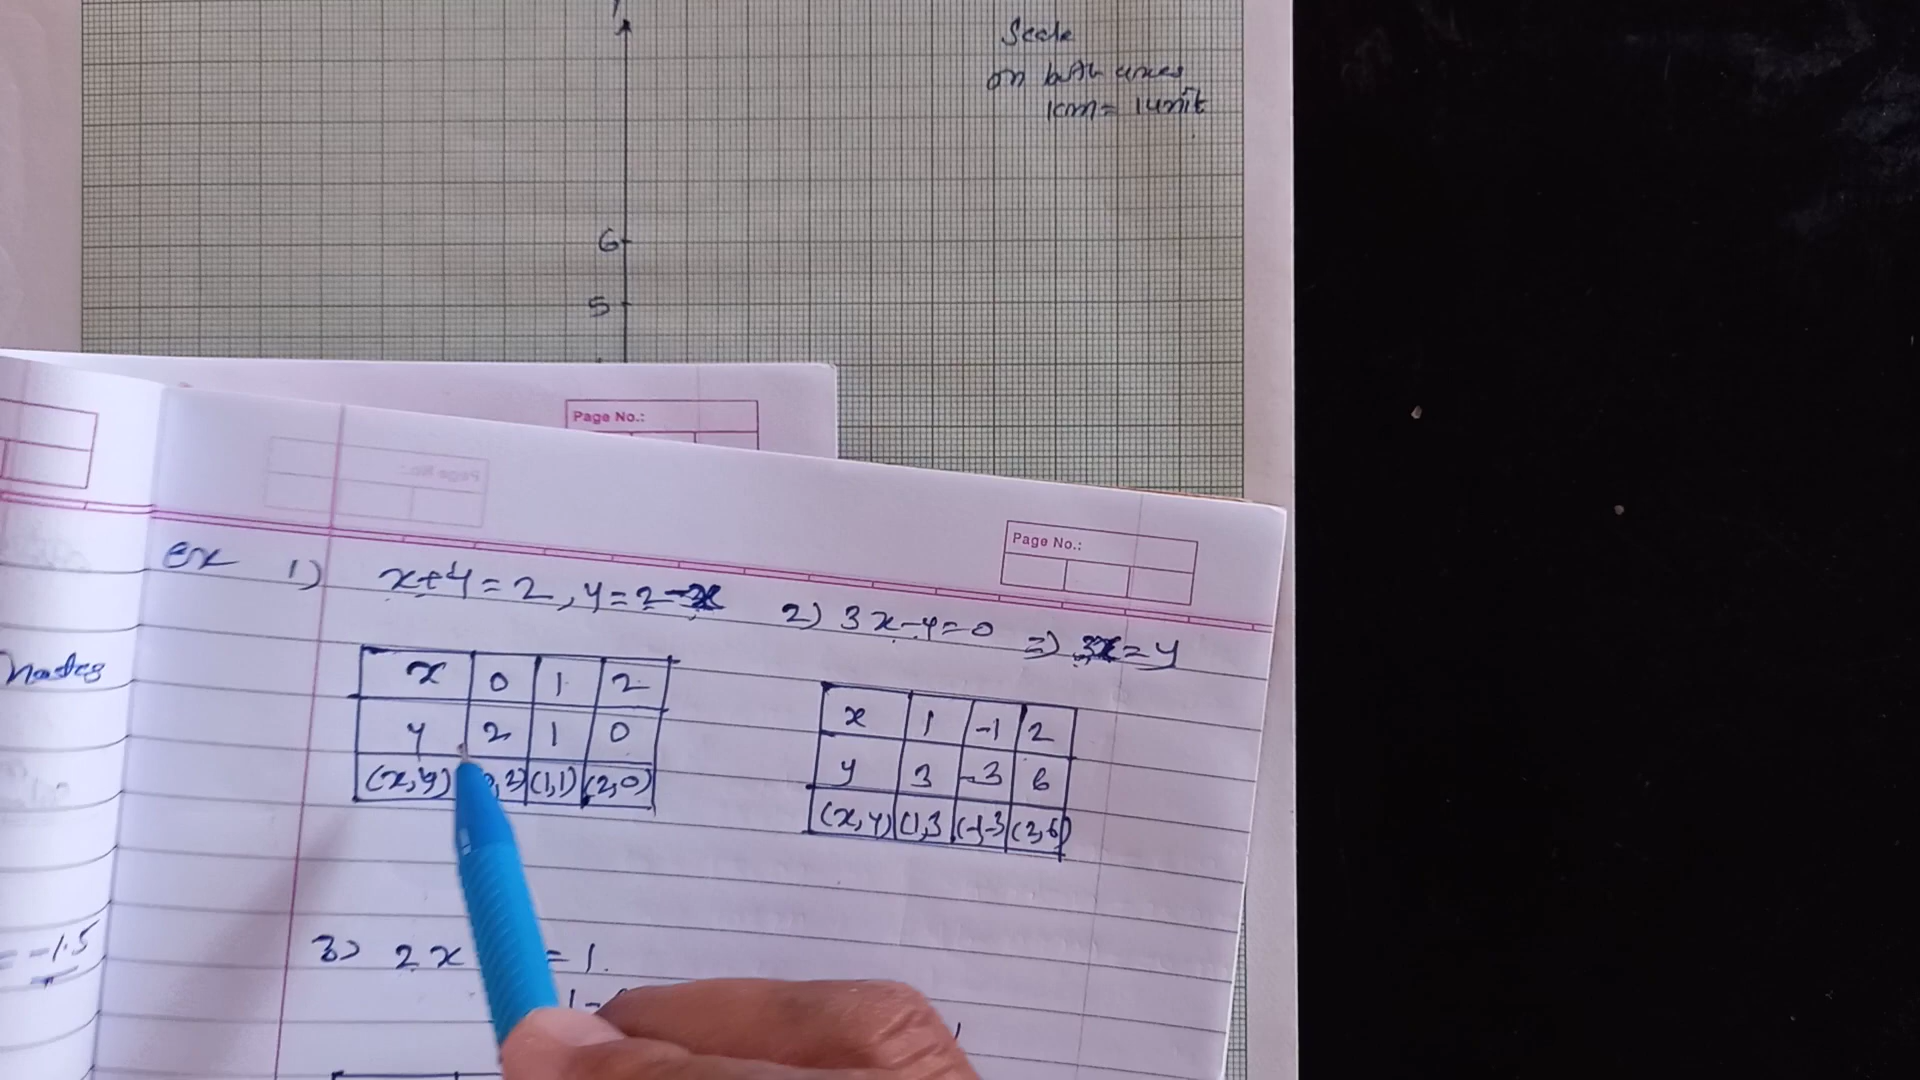 Scale
on both axes
1cm = 1unit
6
5
Page No.:
Page No.:
ex 1) x+y=2, y=2-x 2) 3x-y=0 ⇒ 3x=y
x 0 1 2
y 2 1 0
(x,y) ,2) (1,1) (2,0)
x 1 -1 2
y 3 -3 6
(x,y) (1,3 (-1,-3 (2,6)
= -1.5
3) 2x = 1.
1-